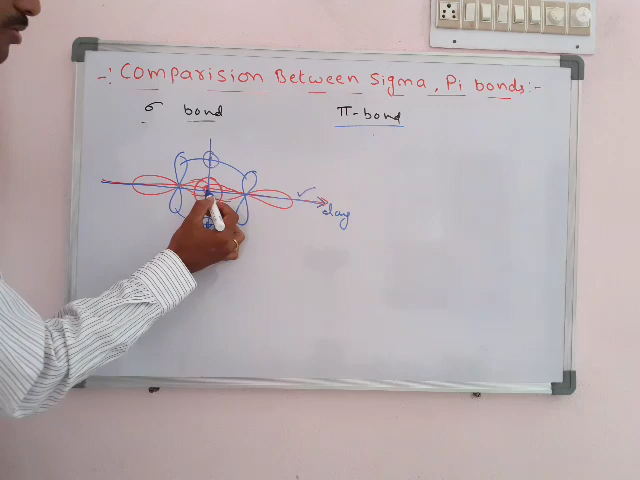 -: Comparision Between Sigma, Pi bonds:-
σ bond π-bond